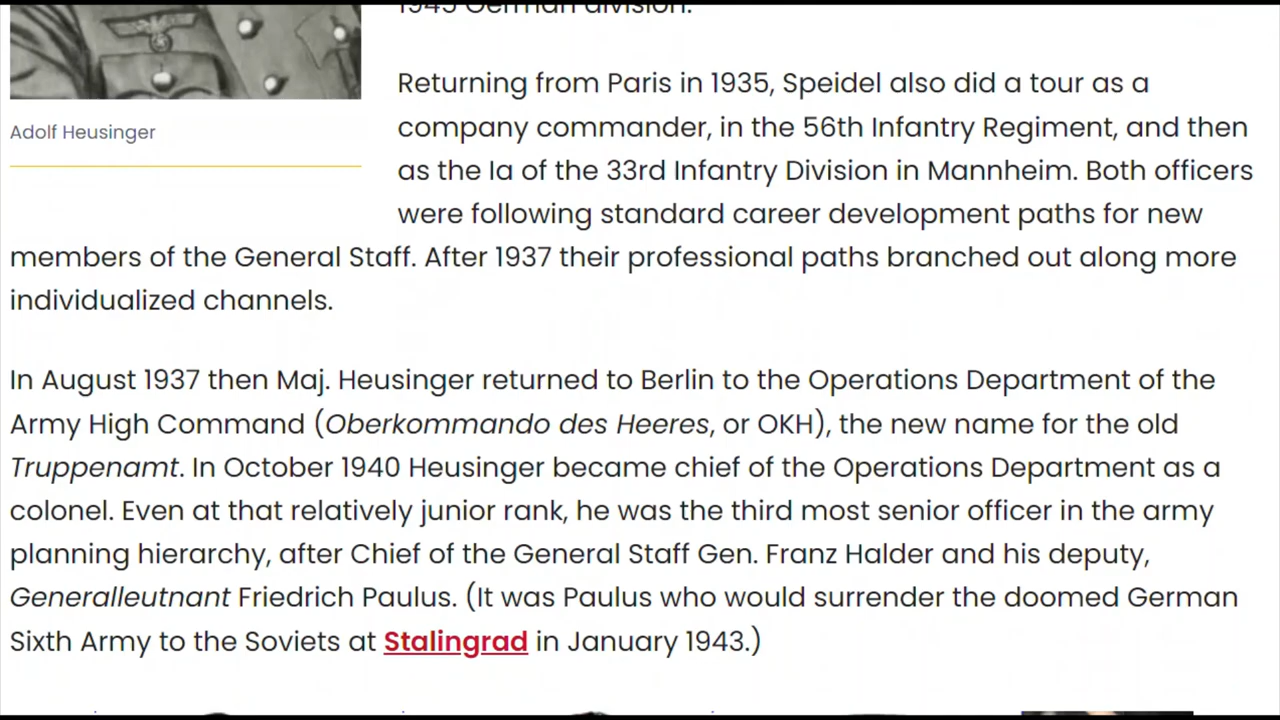 1945 German division.
Adolf Heusinger
Returning from Paris in 1935, Speidel also did a tour as a
company commander, in the 56th Infantry Regiment, and then
as the Ia of the 33rd Infantry Division in Mannheim. Both officers
were following standard career development paths for new
members of the General Staff. After 1937 their professional paths branched out along more
individualized channels.
In August 1937 then Maj. Heusinger returned to Berlin to the Operations Department of the
Army High Command (Oberkommando des Heeres, or OKH), the new name for the old
Truppenamt. In October 1940 Heusinger became chief of the Operations Department as a
colonel. Even at that relatively junior rank, he was the third most senior officer in the army
planning hierarchy, after Chief of the General Staff Gen. Franz Halder and his deputy,
Generalleutnant Friedrich Paulus. (It was Paulus who would surrender the doomed German
Sixth Army to the Soviets at Stalingrad in January 1943.)